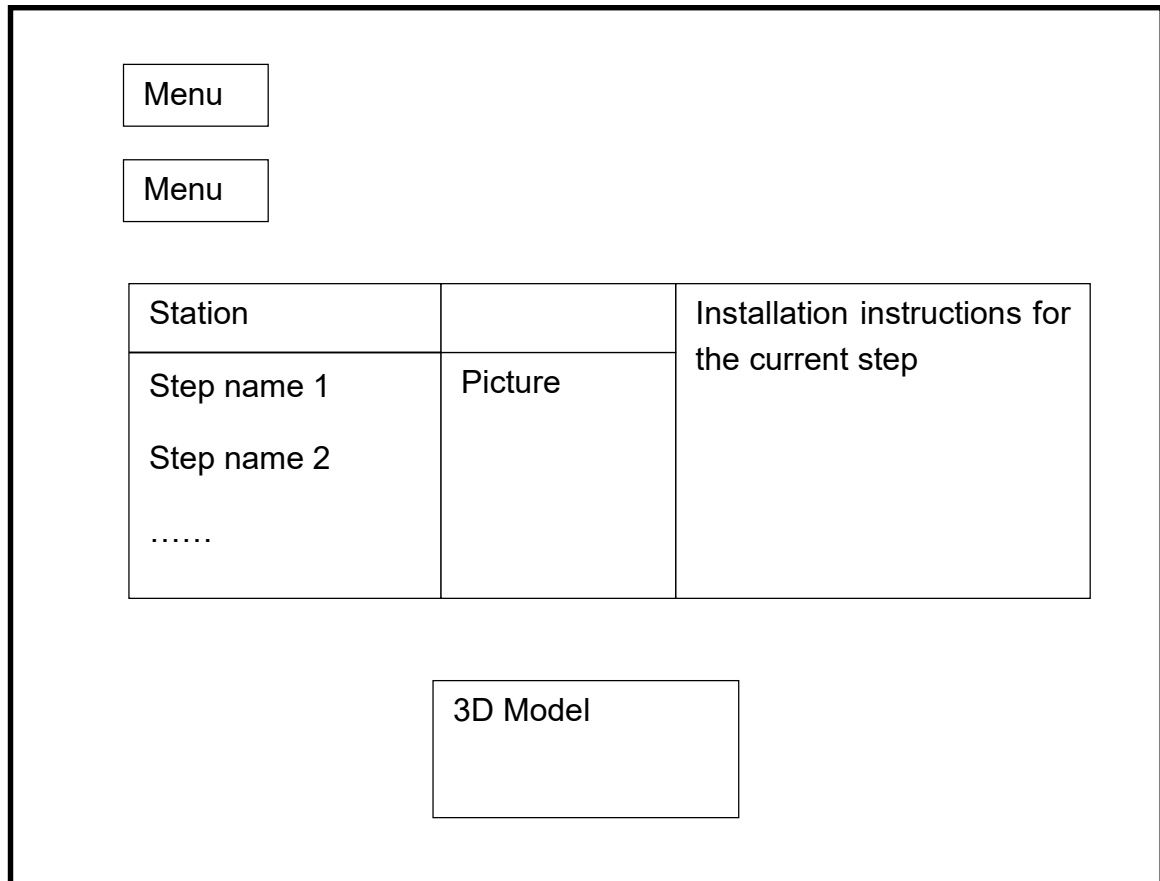 Menu
Menu
Station
Installation instructions for
the current step
Step name 1
Picture
Step name 2
……
3D Model